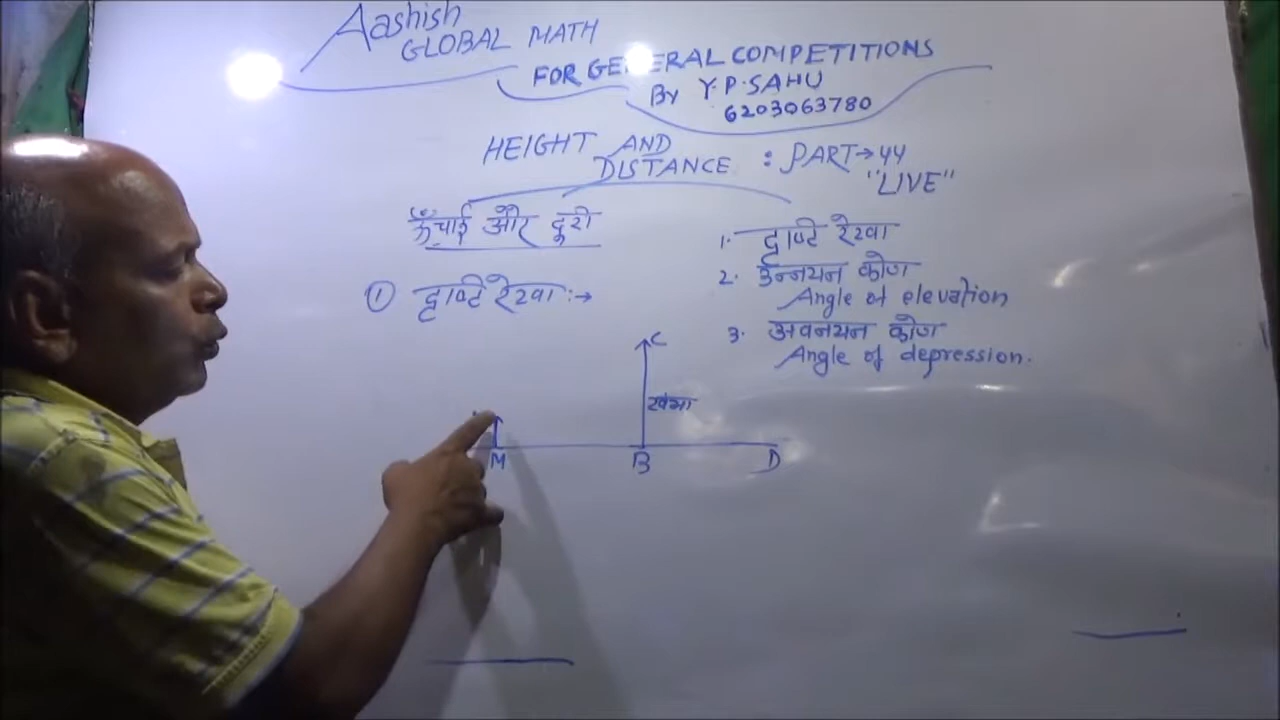 Aashish
GLOBAL MATH
FOR GENERAL COMPETITIONS
By Y.P.SAHU
6203063780
HEIGHT AND
DISTANCE : PART→44
"LIVE"
ऊँचाई और दूरी
1. दृष्टि रेखा
2. उन्नयन कोण
Angle of elevation
3. अवनयन कोण
Angle of depression.
① दृष्टि रेखा :→
C
खंभा
M B D